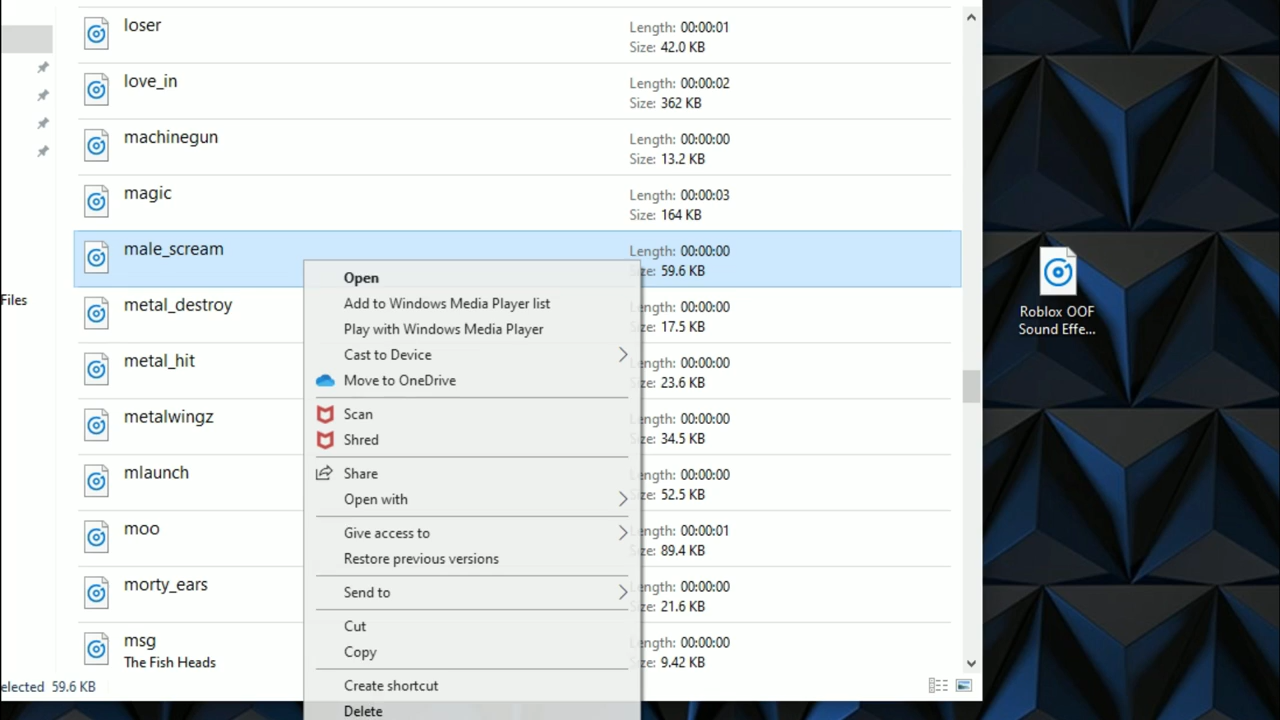 loser
Length: 00:00:01
Size: 42.0 KB
love_in
Length: 00:00:02
Size: 362 KB
machinegun
Length: 00:00:00
Size: 13.2 KB
magic
Length: 00:00:03
Size: 164 KB
male_scream
Length: 00:00:00
ze: 59.6 KB
metal_destroy
ength: 00:00:00
ze: 17.5 KB
metal_hit
ength: 00:00:00
ze: 23.6 KB
metalwingz
ength: 00:00:00
ze: 34.5 KB
mlaunch
ength: 00:00:00
ze: 52.5 KB
moo
ength: 00:00:01
ze: 89.4 KB
morty_ears
ength: 00:00:00
ze: 21.6 KB
msg
The Fish Heads
Length: 00:00:00
ze: 9.42 KB
Files
elected 59.6 KB
Open
Add to Windows Media Player list
Play with Windows Media Player
Cast to Device
Move to OneDrive
Scan
Shred
Share
Open with
Give access to
Restore previous versions
Send to
Cut
Copy
Create shortcut
Delete
Roblox OOF
Sound Effe...